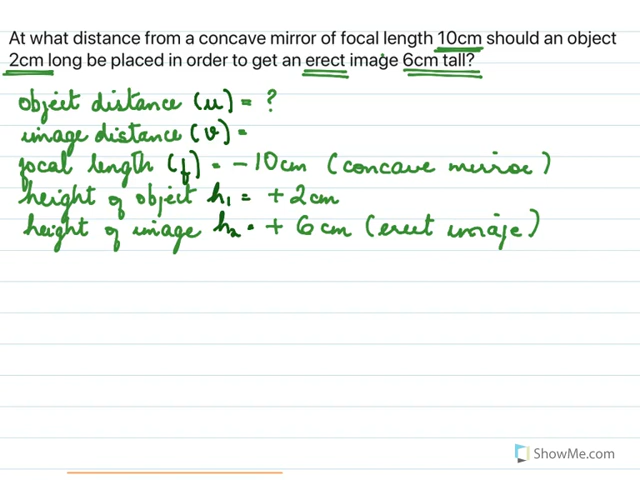 At what distance from a concave mirror of focal length 10cm should an object
2cm long be placed in order to get an erect image 6cm tall?
object distance (u) = ?
image distance (v) =
focal length (f) = -10cm (concave mirror)
height of object h₁ = +2cm
height of image h₂ = +6cm (erect image)
ShowMe.com